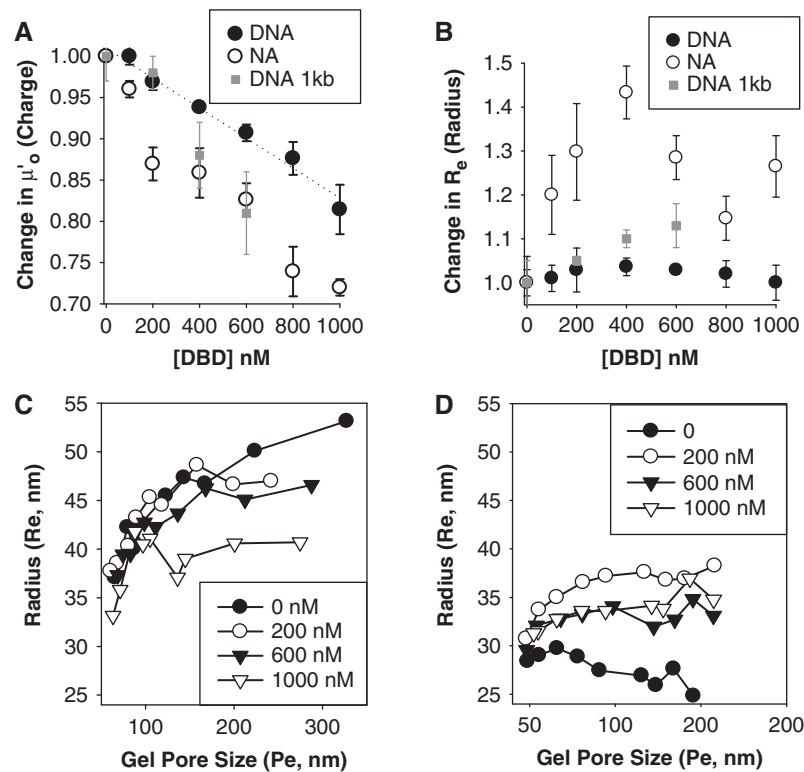 A
DNA
NA
DNA 1kb
1.00
0.95
0.90
0.85
0.80
0.75
0.70
Change in μ'o (Charge)
0 200 400 600 800 1000
[DBD] nM
B
DNA
NA
DNA 1kb
1.5
1.4
1.3
1.2
1.1
1.0
Change in Re (Radius)
0 200 400 600 800 1000
[DBD] nM
C
55
50
45
40
35
30
25
Radius (Re, nm)
0 nM
200 nM
600 nM
1000 nM
100 200 300
Gel Pore Size (Pe, nm)
D
55
50
45
40
35
30
25
Radius (Re, nm)
0
200 nM
600 nM
1000 nM
50 100 200 200
Gel Pore Size (Pe, nm)